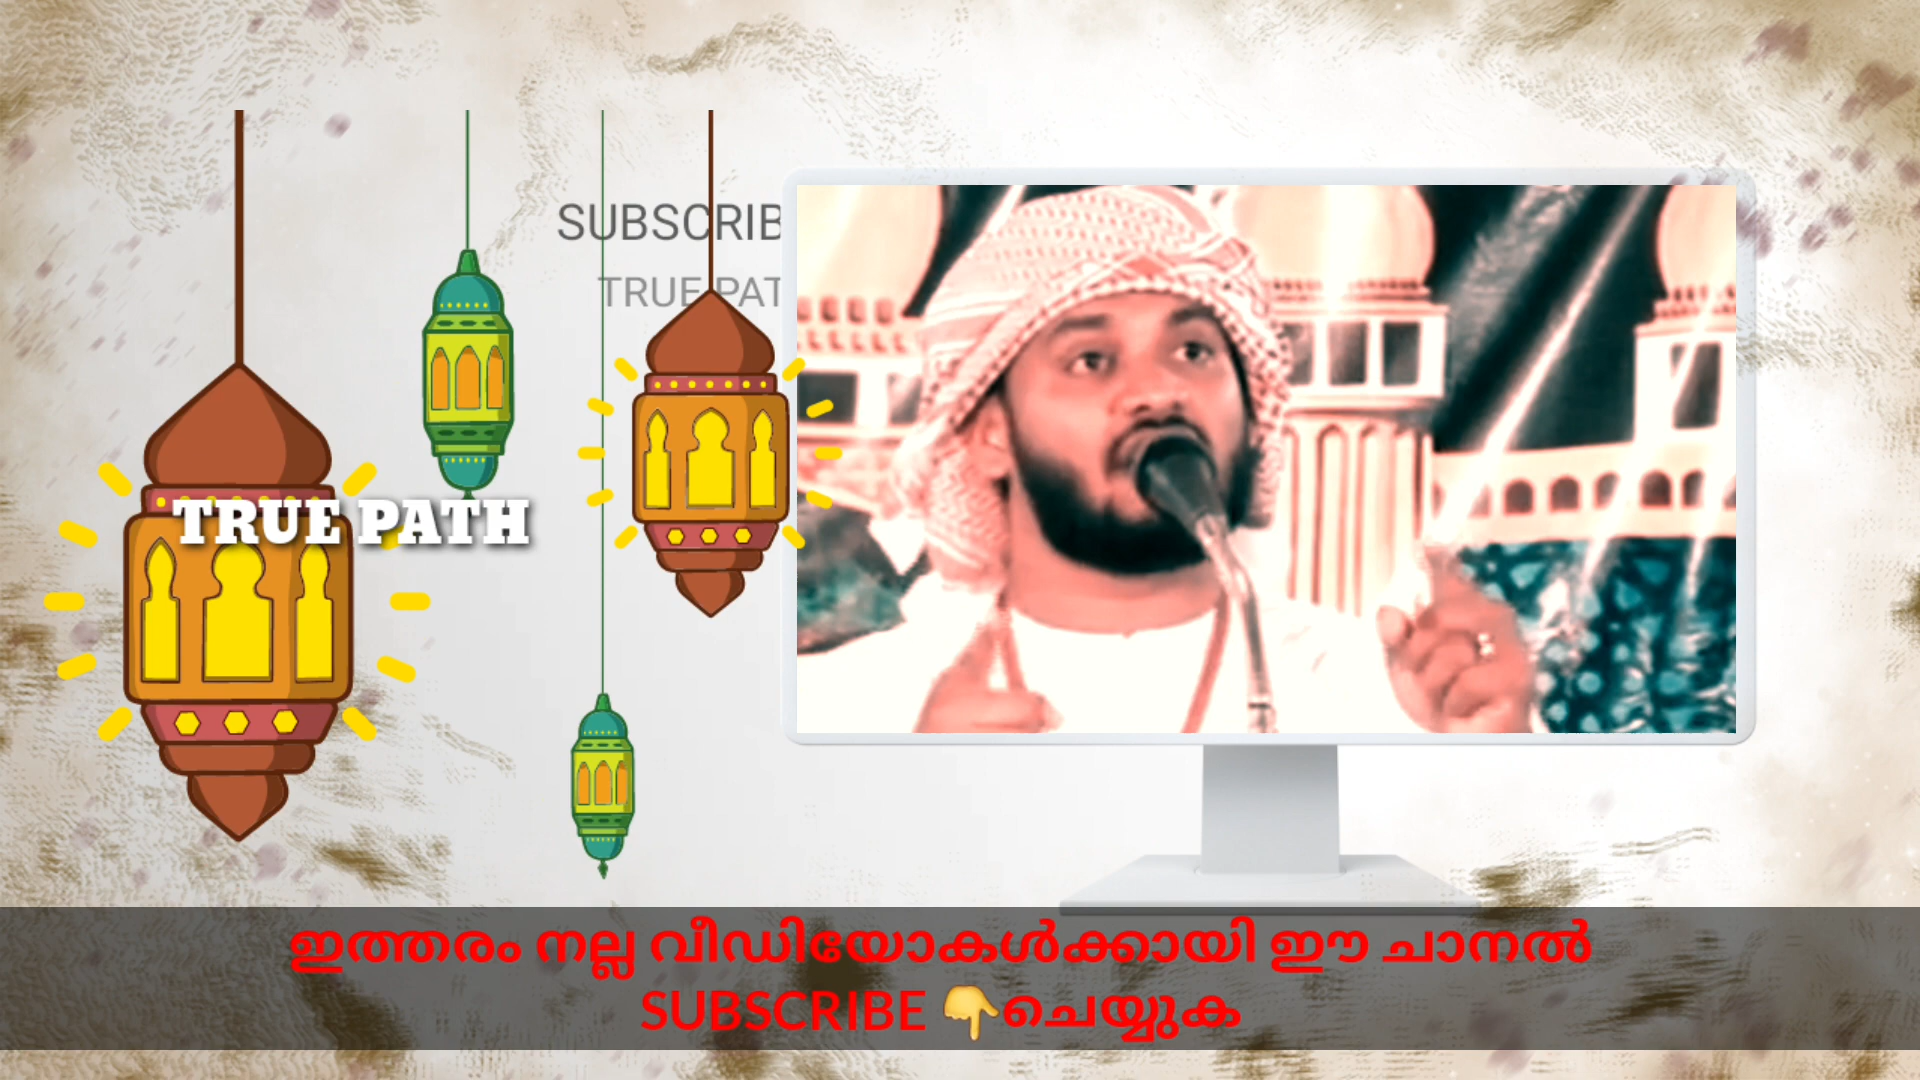 SUBSCRIB
TRUE PAT
TRUE PATH
ഇത്തരം നല്ല വീഡിയോകൾക്കായി ഈ ചാനൽ
SUBSCRIBE 👇ചെയ്യുക